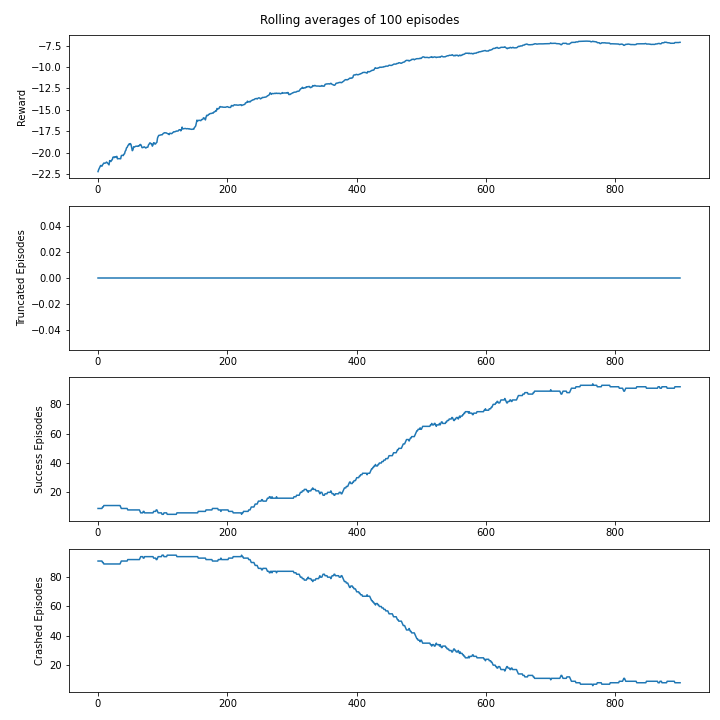 Rolling averages of 100 episodes
−7.5
−10.0
−12.5
−15.0
−17.5
−20.0
−22.5
Reward
0 200 400 600 800
0.04
0.02
0.00
−0.02
−0.04
Truncated Episodes
0 200 400 600 800
80
60
40
20
Success Episodes
0 200 400 600 800
80
60
40
20
Crashed Episodes
0 200 400 600 800